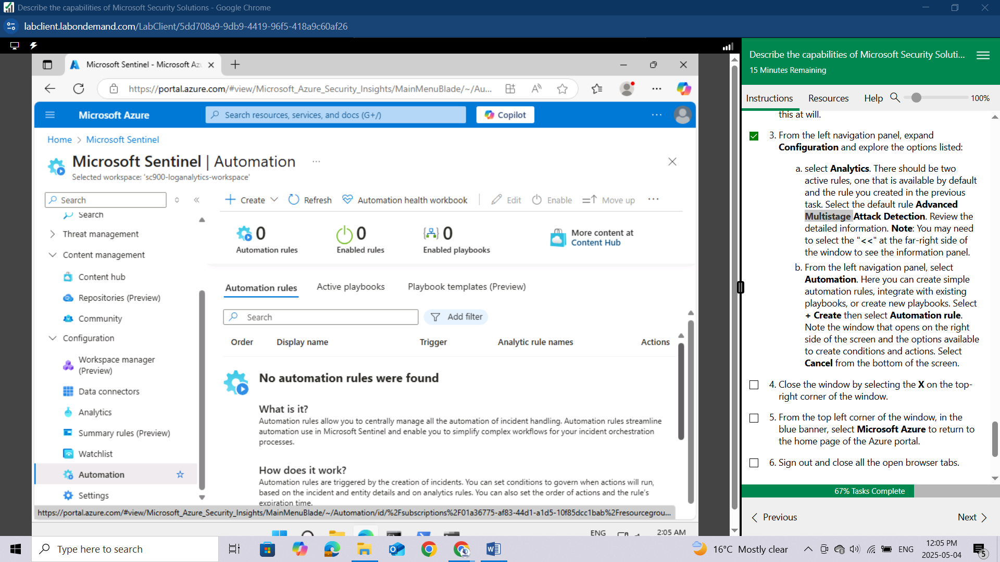 Describe the capabilities of Microsoft Security Solutions - Google Chrome
labclient.labondemand.com/LabClient/5dd708a9-9db9-4419-96f5-418a9c60af26
Microsoft Sentinel - Microsoft Az
https://portal.azure.com/#view/Microsoft_Azure_Security_Insights/MainMenuBlade/~/Au...
Microsoft Azure
Search resources, services, and docs (G+/)
Copilot
Home > Microsoft Sentinel
Microsoft Sentinel | Automation
Selected workspace: 'sc900-loganalytics-workspace'
Search
Search
Threat management
Content management
Content hub
Repositories (Preview)
Community
Configuration
Workspace manager
(Preview)
Data connectors
Analytics
Summary rules (Preview)
Watchlist
Automation
Settings
Create
Refresh
Automation health workbook
Edit
Enable
Move up
0
Automation rules
0
Enabled rules
0
Enabled playbooks
More content at
Content Hub
Automation rules
Active playbooks
Playbook templates (Preview)
Search
Add filter
Order
Display name
Trigger
Analytic rule names
Actions
No automation rules were found
What is it?
Automation rules allow you to centrally manage all the automation of incident handling. Automation rules streamline
automation use in Microsoft Sentinel and enable you to simplify complex workflows for your incident orchestration
processes.
How does it work?
Automation rules are triggered by the creation of incidents. You can set conditions to govern when actions will run,
based on the incident and entity details and on analytics rules. You can also set the order of actions and the rule's
expiration time.
https://portal.azure.com/#view/Microsoft_Azure_Security_Insights/MainMenuBlade/~/Automation/id/%2Fsubscriptions%2F01a36775-af83-44d1-a1d5-10f85dcc1bab%2Fresourcegrou...
ENG
2:05 AM
Describe the capabilities of Microsoft Security Soluti...
15 Minutes Remaining
Instructions
Resources
Help
100%
this at will.
3. From the left navigation panel, expand
Configuration and explore the options listed:
a. select Analytics. There should be two
active rules, one that is available by default
and the rule you created in the previous
task. Select the default rule Advanced
Multistage Attack Detection. Review the
detailed information. Note: You may need
to select the "<<" at the far-right side of
the window to see the information panel.
b. From the left navigation panel, select
Automation. Here you can create simple
automation rules, integrate with existing
playbooks, or create new playbooks. Select
+ Create then select Automation rule.
Note the window that opens on the right
side of the screen and the options available
to create conditions and actions. Select
Cancel from the bottom of the screen.
4. Close the window by selecting the X on the top-
right corner of the window.
5. From the top left corner of the window, in the
blue banner, select Microsoft Azure to return to
the home page of the Azure portal.
6. Sign out and close all the open browser tabs.
67% Tasks Complete
Previous
Next
Type here to search
16°C Mostly clear
ENG
12:05 PM
2025-05-04
5